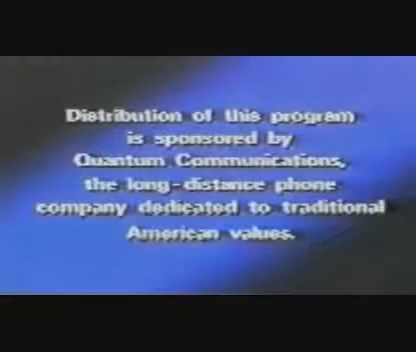 Distribution of this program
is sponsored by
Quantum Communications,
the long-distance phone
company dedicated to traditional
American values.